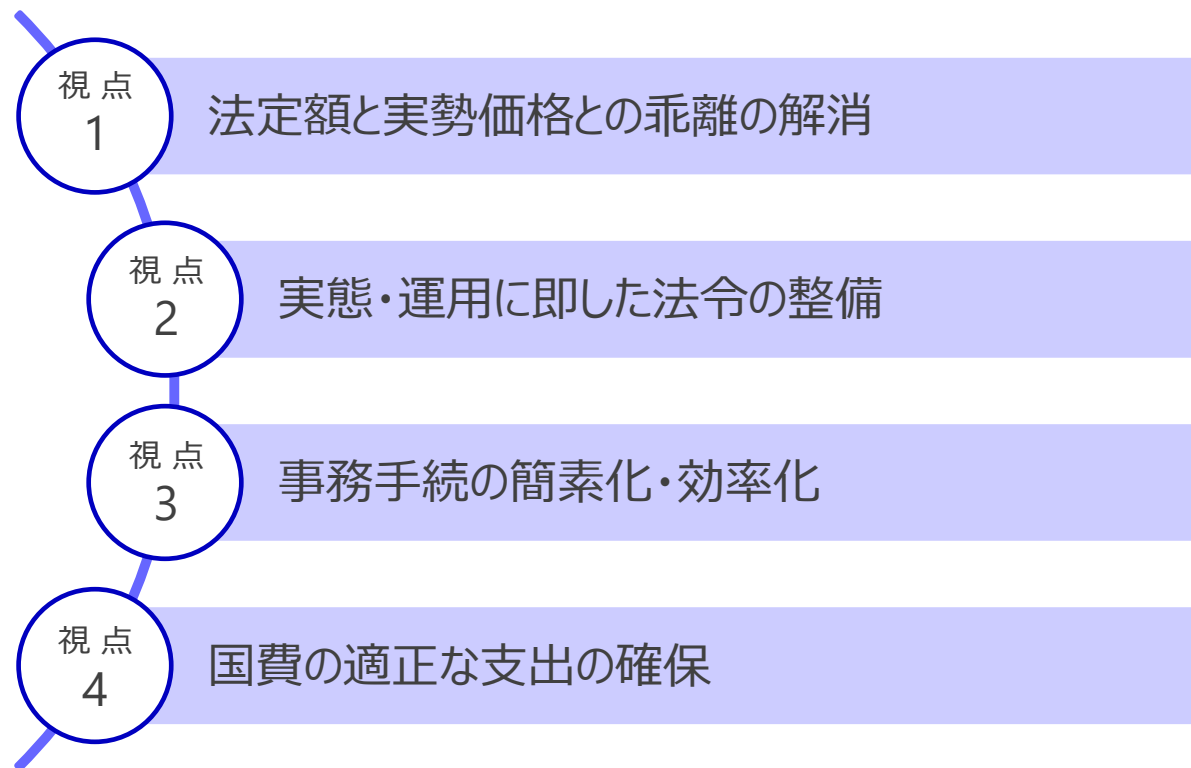 視点
1
法定額と実勢価格との乖離の解消
視点
2
実態・運用に即した法令の整備
視点
3
事務手続の簡素化・効率化
視点
4
国費の適正な支出の確保